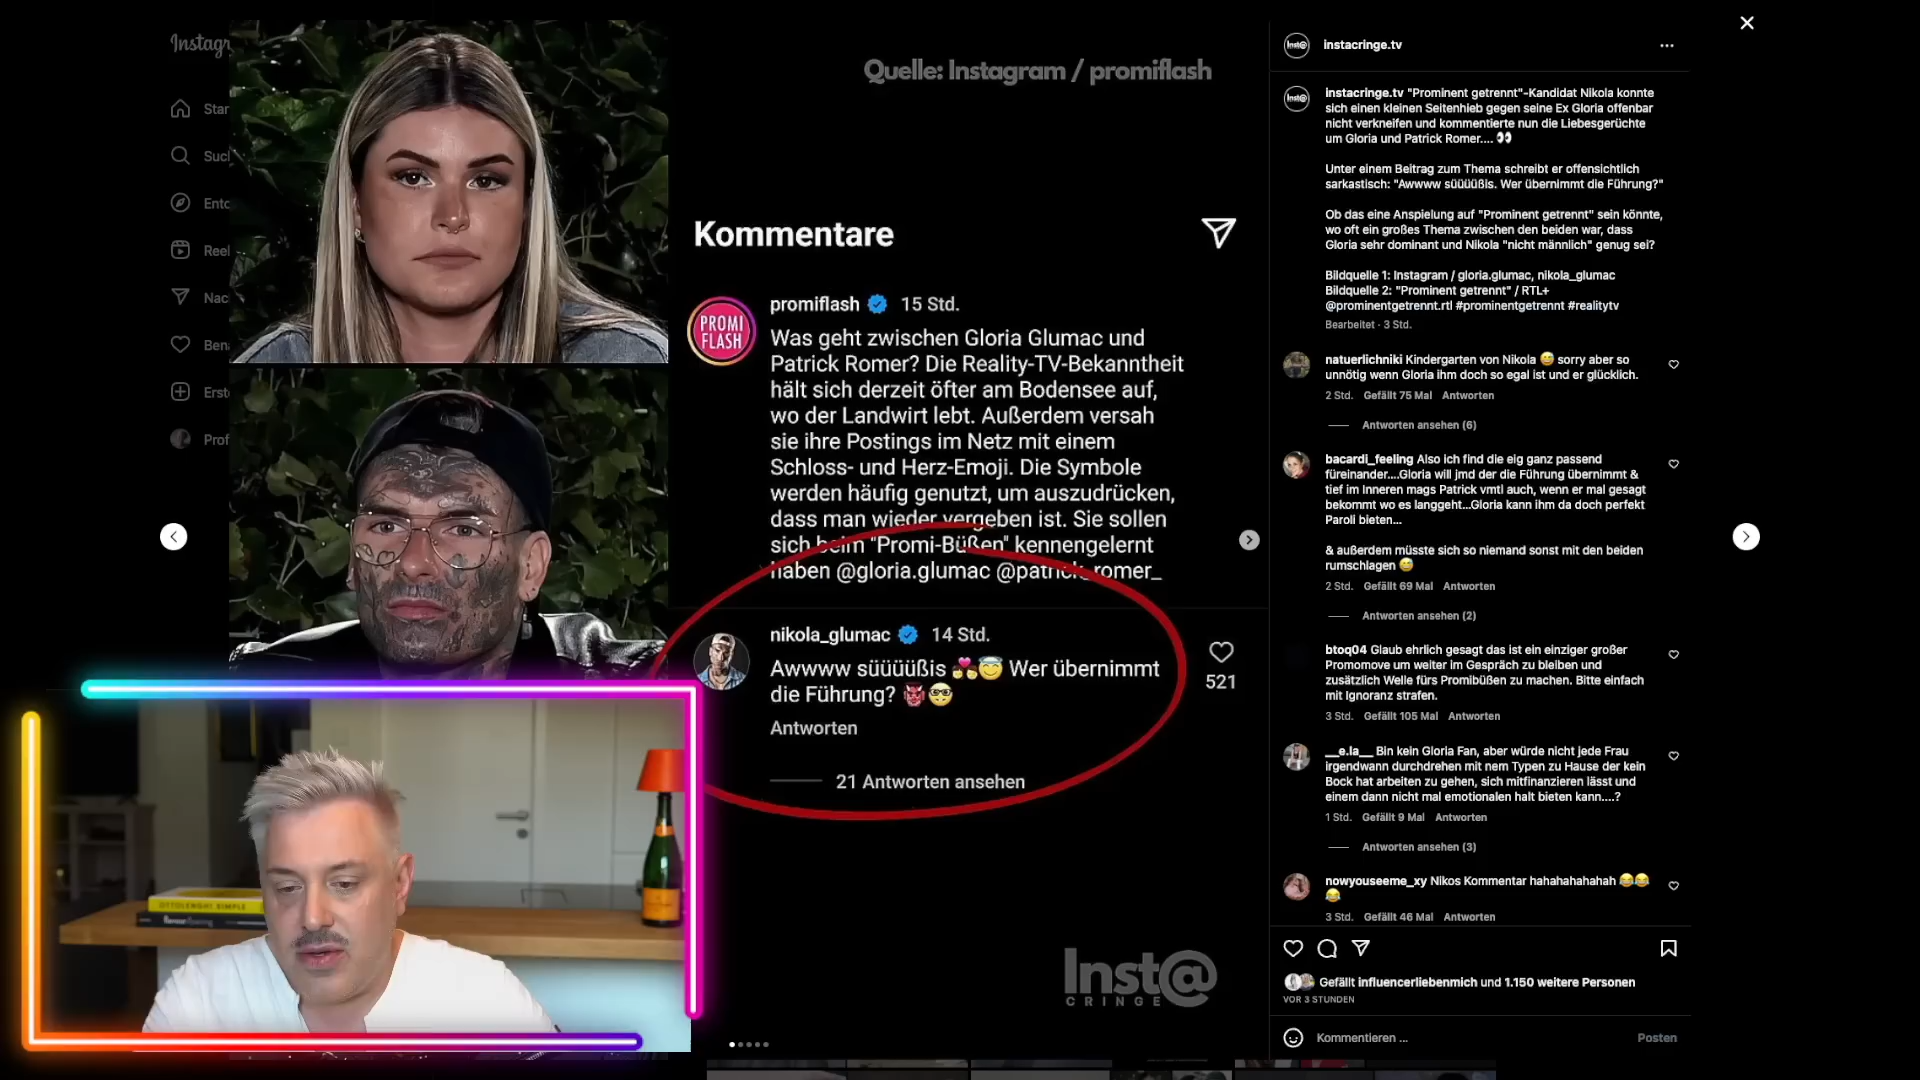 Instagr
Star
Such
Ento
Reel
Nac
Ben
Erst
Prof
Quelle: Instagram / promiflash
Kommentare
PROMI
FLASH
promiflash 15 Std.
Was geht zwischen Gloria Glumac und
Patrick Romer? Die Reality-TV-Bekanntheit
hält sich derzeit öfter am Bodensee auf,
wo der Landwirt lebt. Außerdem versah
sie ihre Postings im Netz mit einem
Schloss- und Herz-Emoji. Die Symbole
werden häufig genutzt, um auszudrücken,
dass man wieder vergeben ist. Sie sollen
sich beim "Promi-Büßen" kennengelernt
haben @gloria.glumac @patrick_romer_
nikola_glumac 14 Std.
Awwww süüüüßis 💏😇 Wer übernimmt
die Führung? 👹🤓
521
Antworten
21 Antworten ansehen
OTTOLENGHI SIMPLE
Inst@
CRINGE
Inst@ instacringe.tv
Inst@ instacringe.tv "Prominent getrennt"-Kandidat Nikola konnte
sich einen kleinen Seitenhieb gegen seine Ex Gloria offenbar
nicht verkneifen und kommentierte nun die Liebesgerüchte
um Gloria und Patrick Romer.... 👀
Unter einem Beitrag zum Thema schreibt er offensichtlich
sarkastisch: "Awwww süüüüßis. Wer übernimmt die Führung?"
Ob das eine Anspielung auf "Prominent getrennt" sein könnte,
wo oft ein großes Thema zwischen den beiden war, dass
Gloria sehr dominant und Nikola "nicht männlich" genug sei?
Bildquelle 1: Instagram / gloria.glumac, nikola_glumac
Bildquelle 2: "Prominent getrennt" / RTL+
@prominentgetrennt.rtl #prominentgetrennt #realitytv
Bearbeitet · 3 Std.
natuerlichniki Kindergarten von Nikola 😅 sorry aber so
unnötig wenn Gloria ihm doch so egal ist und er glücklich.
2 Std. Gefällt 75 Mal Antworten
Antworten ansehen (6)
bacardi_feeling Also ich find die eig ganz passend
füreinander....Gloria will jmd der die Führung übernimmt &
tief im Inneren mags Patrick vmtl auch, wenn er mal gesagt
bekommt wo es langgeht...Gloria kann ihm da doch perfekt
Paroli bieten...
& außerdem müsste sich so niemand sonst mit den beiden
rumschlagen 😅
2 Std. Gefällt 69 Mal Antworten
Antworten ansehen (2)
btoq04 Glaub ehrlich gesagt das ist ein einziger großer
Promomove um weiter im Gespräch zu bleiben und
zusätzlich Welle fürs Promibüßen zu machen. Bitte einfach
mit Ignoranz strafen.
3 Std. Gefällt 105 Mal Antworten
__e.la__ Bin kein Gloria Fan, aber würde nicht jede Frau
irgendwann durchdrehen mit nem Typen zu Hause der kein
Bock hat arbeiten zu gehen, sich mitfinanzieren lässt und
einem dann nicht mal emotionalen halt bieten kann....?
1 Std. Gefällt 9 Mal Antworten
Antworten ansehen (3)
nowyouseeme_xy Nikos Kommentar hahahahahahah 😂😂
😂
3 Std. Gefällt 46 Mal Antworten
Gefällt influencerliebenmich und 1.150 weitere Personen
VOR 3 STUNDEN
Kommentieren ...
Posten